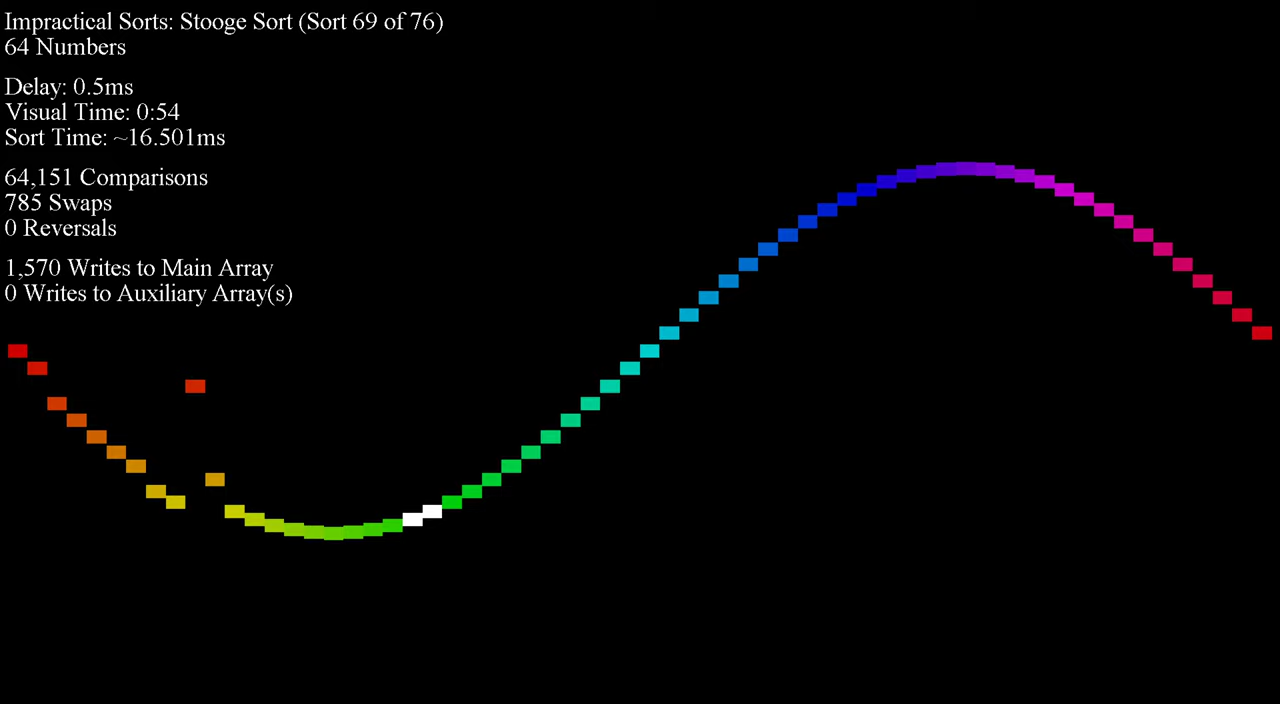 Impractical Sorts: Stooge Sort (Sort 69 of 76)
64 Numbers
Delay: 0.5ms
Visual Time: 0:54
Sort Time: ~16.501ms
64,151 Comparisons
785 Swaps
0 Reversals
1,570 Writes to Main Array
0 Writes to Auxiliary Array(s)